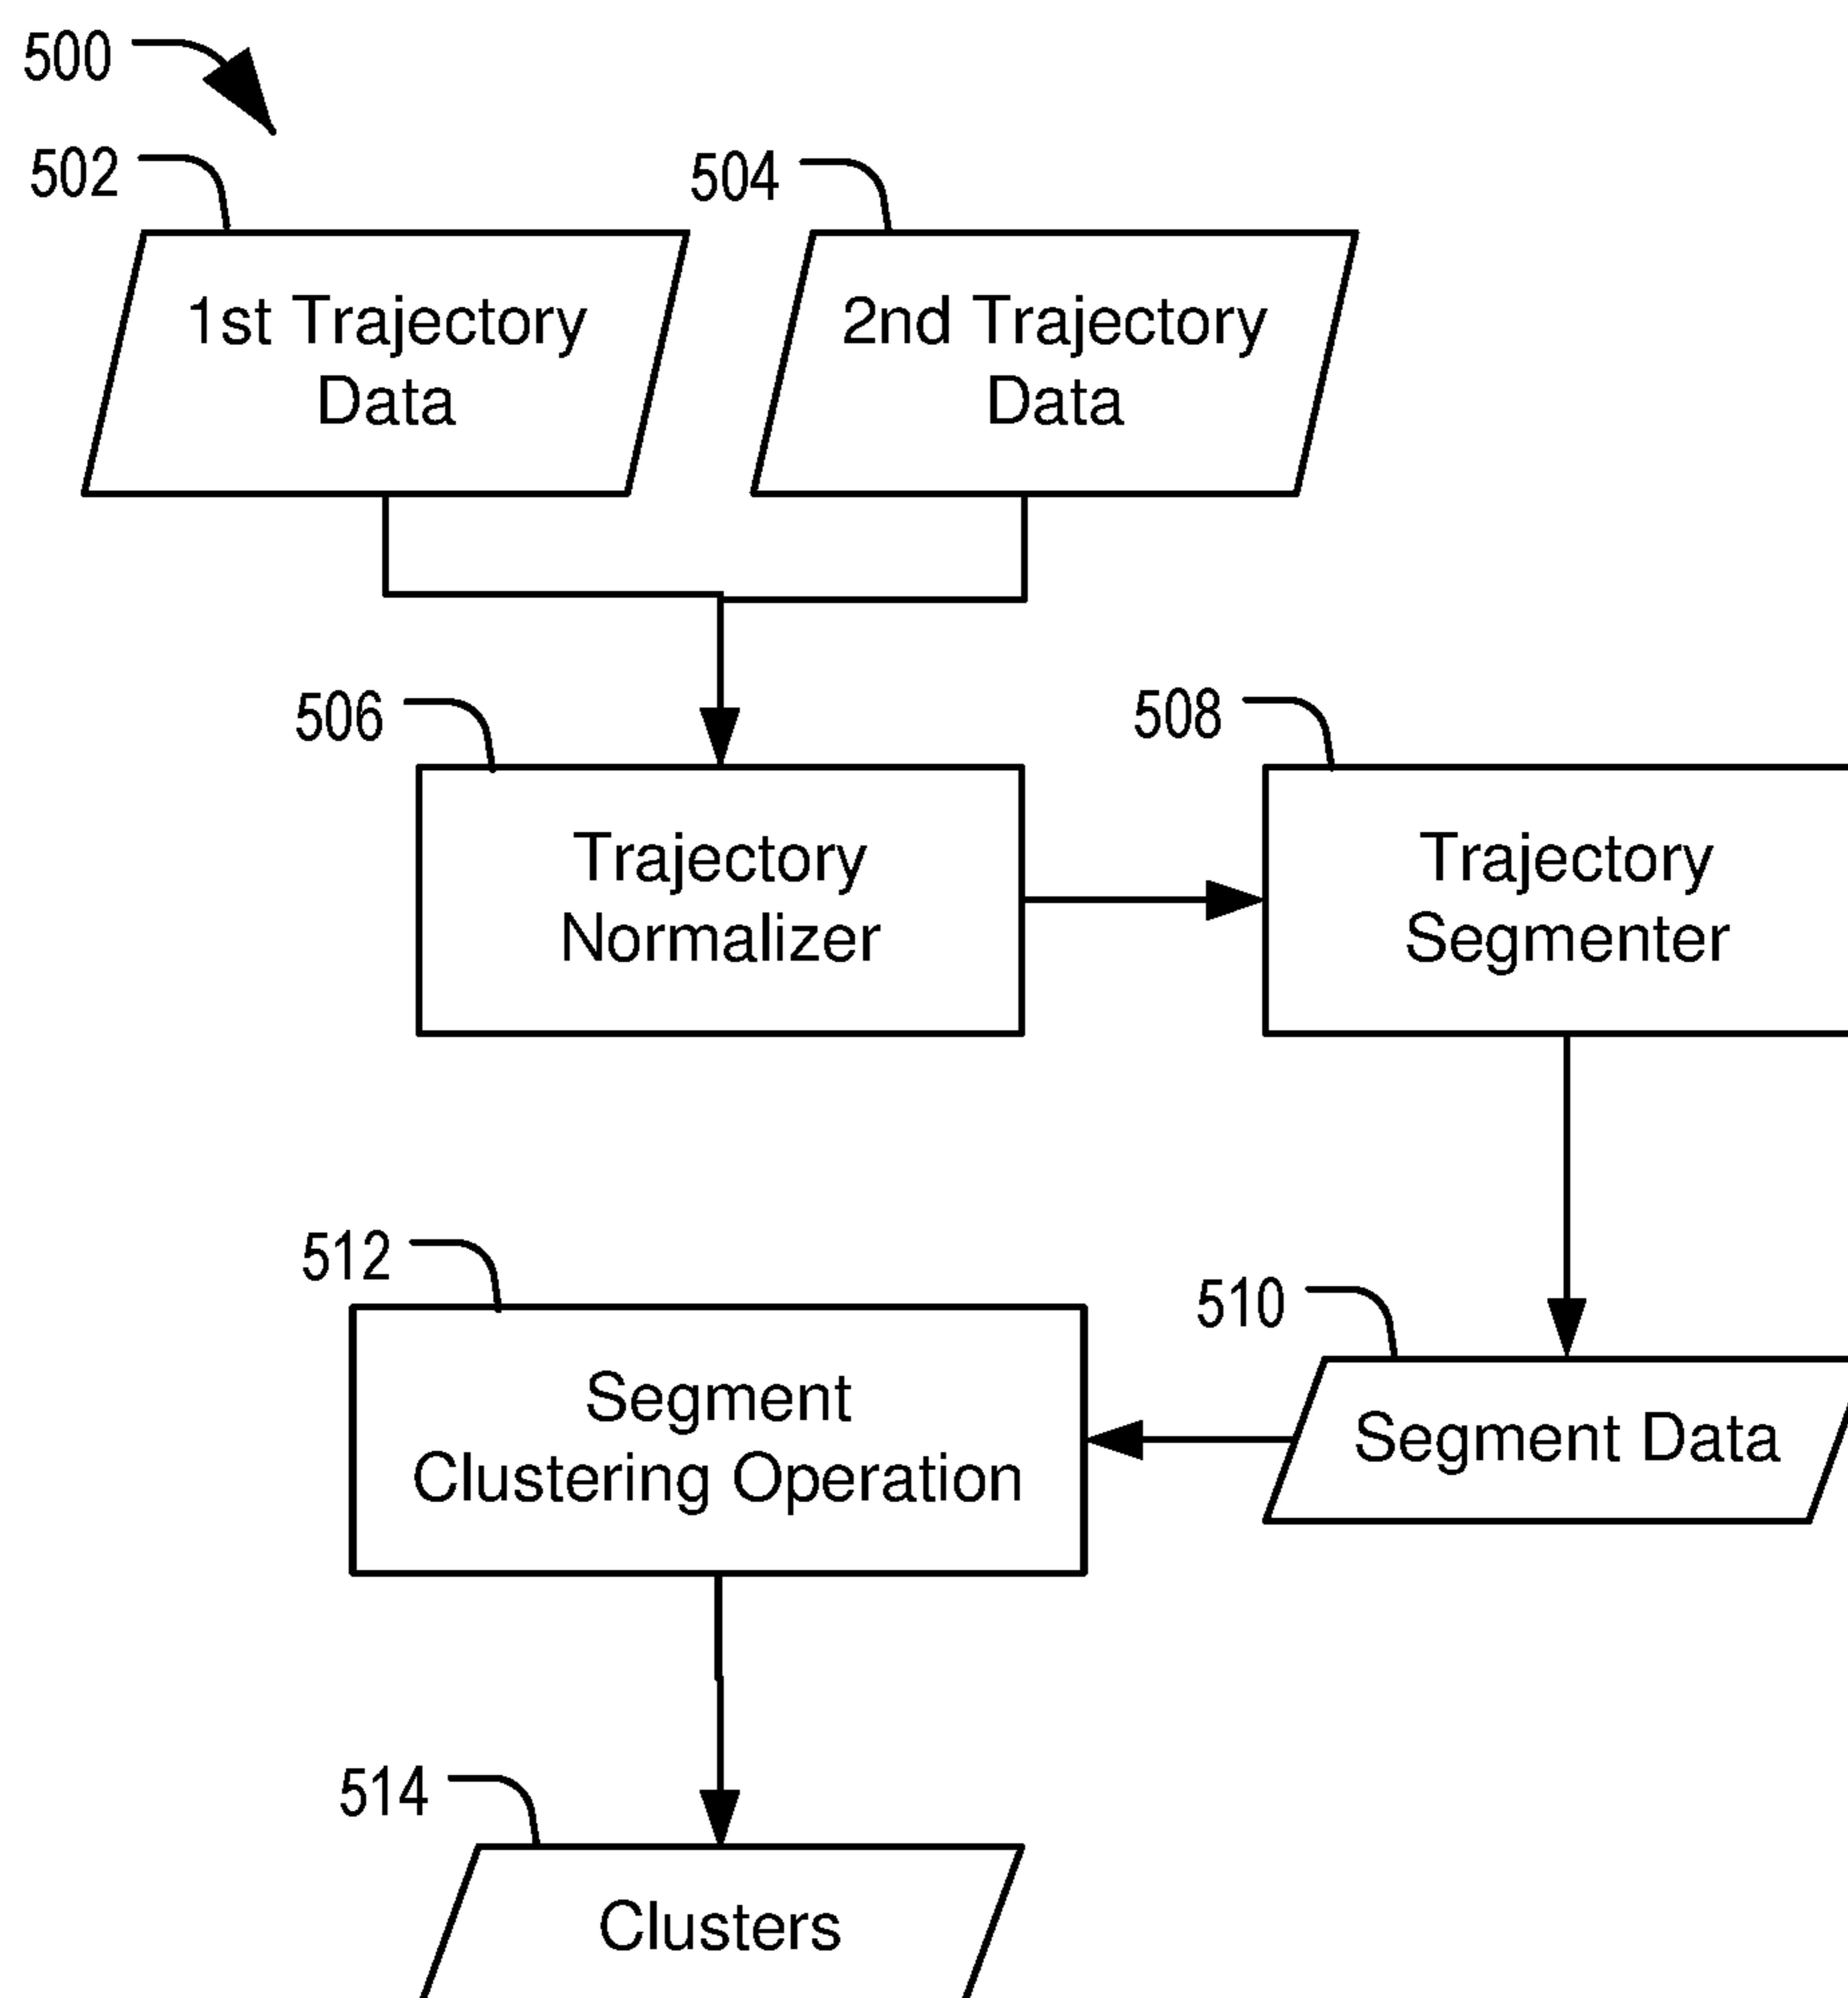 500
502
504
1st Trajectory
Data
2nd Trajectory
Data
506
508
Trajectory
Normalizer
Trajectory
Segmenter
512
510
Segment
Clustering Operation
Segment Data
514
Clusters